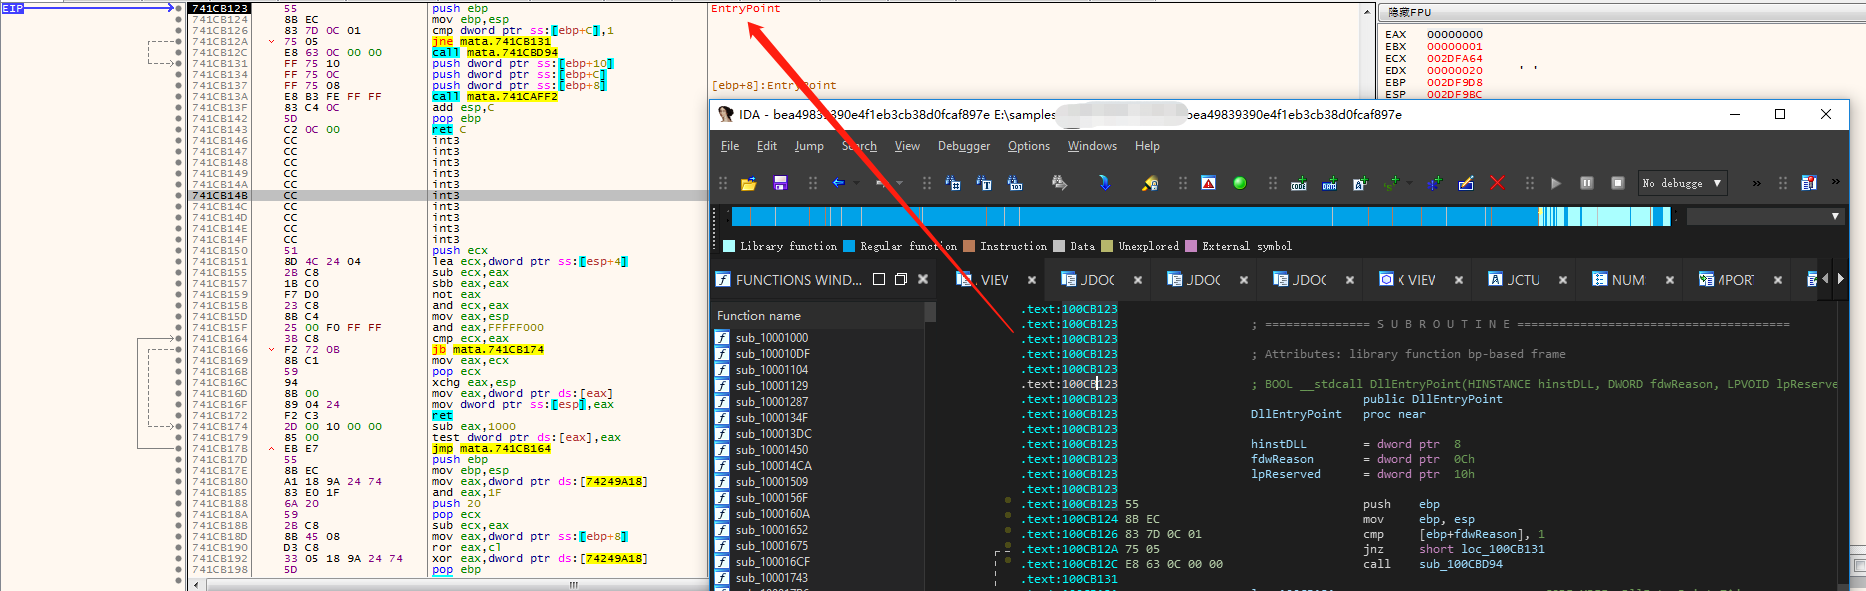 EIP
741CB123 55 push ebp EntryPoint
741CB124 8B EC mov ebp,esp
741CB126 83 7D 0C 01 cmp dword ptr ss:[ebp+C],1
741CB12A 75 05 jne mata.741CB131
741CB12C E8 63 0C 00 00 call mata.741CBD94
741CB131 FF 75 10 push dword ptr ss:[ebp+10]
741CB134 FF 75 0C push dword ptr ss:[ebp+C]
741CB137 FF 75 08 push dword ptr ss:[ebp+8] [ebp+8]:EntryPoint
741CB13A E8 B3 FE FF FF call mata.741CAFF2
741CB13F 83 C4 0C add esp,C
741CB142 5D pop ebp
741CB143 C2 0C 00 ret C
741CB146 CC int3
741CB147 CC int3
741CB148 CC int3
741CB149 CC int3
741CB14A CC int3
741CB14B CC int3
741CB14C CC int3
741CB14D CC int3
741CB14E CC int3
741CB14F CC int3
741CB150 51 push ecx
741CB151 8D 4C 24 04 lea ecx,dword ptr ss:[esp+4]
741CB155 2B C8 sub ecx,eax
741CB157 1B C0 sbb eax,eax
741CB159 F7 D0 not eax
741CB15B 23 C8 and ecx,eax
741CB15D 8B C4 mov eax,esp
741CB15F 25 00 F0 FF FF and eax,FFFFF000
741CB164 3B C8 cmp ecx,eax
741CB166 F2 72 0B jb mata.741CB174
741CB169 8B C1 mov eax,ecx
741CB16B 59 pop ecx
741CB16C 94 xchg eax,esp
741CB16D 8B 00 mov eax,dword ptr ds:[eax]
741CB16F 89 04 24 mov dword ptr ss:[esp],eax
741CB172 F2 C3 ret
741CB174 2D 00 10 00 00 sub eax,1000
741CB179 85 00 test dword ptr ds:[eax],eax
741CB17B EB E7 jmp mata.741CB164
741CB17D 55 push ebp
741CB17E 8B EC mov ebp,esp
741CB180 A1 18 9A 24 74 mov eax,dword ptr ds:[74249A18]
741CB185 83 E0 1F and eax,1F
741CB188 6A 20 push 20
741CB18A 59 pop ecx
741CB18B 2B C8 sub ecx,eax
741CB18D 8B 45 08 mov eax,dword ptr ss:[ebp+8]
741CB190 D3 C8 ror eax,cl
741CB192 33 05 18 9A 24 74 xor eax,dword ptr ds:[74249A18]
741CB198 5D pop ebp
隐藏FPU
EAX 00000000
EBX 00000001
ECX 002DFA64
EDX 00000020 ' '
EBP 002DF9D8
ESP 002DF9BC
IDA - bea49839390e4f1eb3cb38d0fcaf897e E:\samples bea49839390e4f1eb3cb38d0fcaf897e
File Edit Jump Search View Debugger Options Windows Help
No debugge
Library function Regular function Instruction Data Unexplored External symbol
FUNCTIONS WIND... VIEW JDOC JDOC JDOC X VIEW JCTU NUM MPOR
Function name
sub_10001000
sub_100010DF
sub_10001104
sub_10001129
sub_10001287
sub_1000134F
sub_100013DC
sub_10001450
sub_100014CA
sub_10001509
sub_1000156F
sub_1000160A
sub_10001652
sub_10001675
sub_100016CF
sub_10001743
.text:100CB123
.text:100CB123 ; =============== S U B R O U T I N E =======================================
.text:100CB123
.text:100CB123 ; Attributes: library function bp-based frame
.text:100CB123
.text:100CB123 ; BOOL __stdcall DllEntryPoint(HINSTANCE hinstDLL, DWORD fdwReason, LPVOID lpReserve
.text:100CB123 public DllEntryPoint
.text:100CB123 DllEntryPoint proc near
.text:100CB123
.text:100CB123 hinstDLL = dword ptr 8
.text:100CB123 fdwReason = dword ptr 0Ch
.text:100CB123 lpReserved = dword ptr 10h
.text:100CB123
.text:100CB123 55 push ebp
.text:100CB124 8B EC mov ebp, esp
.text:100CB126 83 7D 0C 01 cmp [ebp+fdwReason], 1
.text:100CB12A 75 05 jnz short loc_100CB131
.text:100CB12C E8 63 0C 00 00 call sub_100CBD94
.text:100CB131